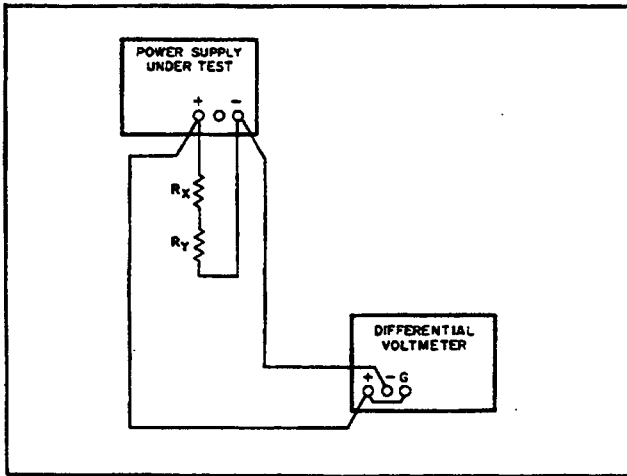 POWER SUPPLY
UNDER TEST
+ -
RX
RY
DIFFERENTIAL
VOLTMETER
+ - G